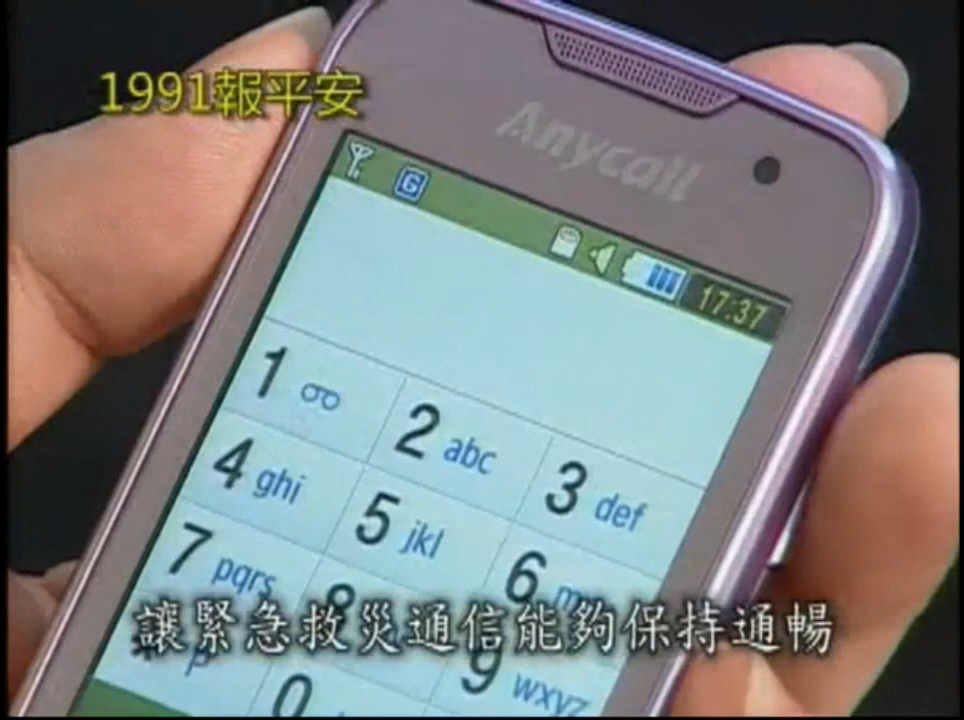 1991報平安
Anycall
G
17:37
1
2 abc
3 def
4 ghi
5 jkl
6
7 pqrs
8
9 wxyz
讓緊急救災通信能夠保持通暢
* p
0